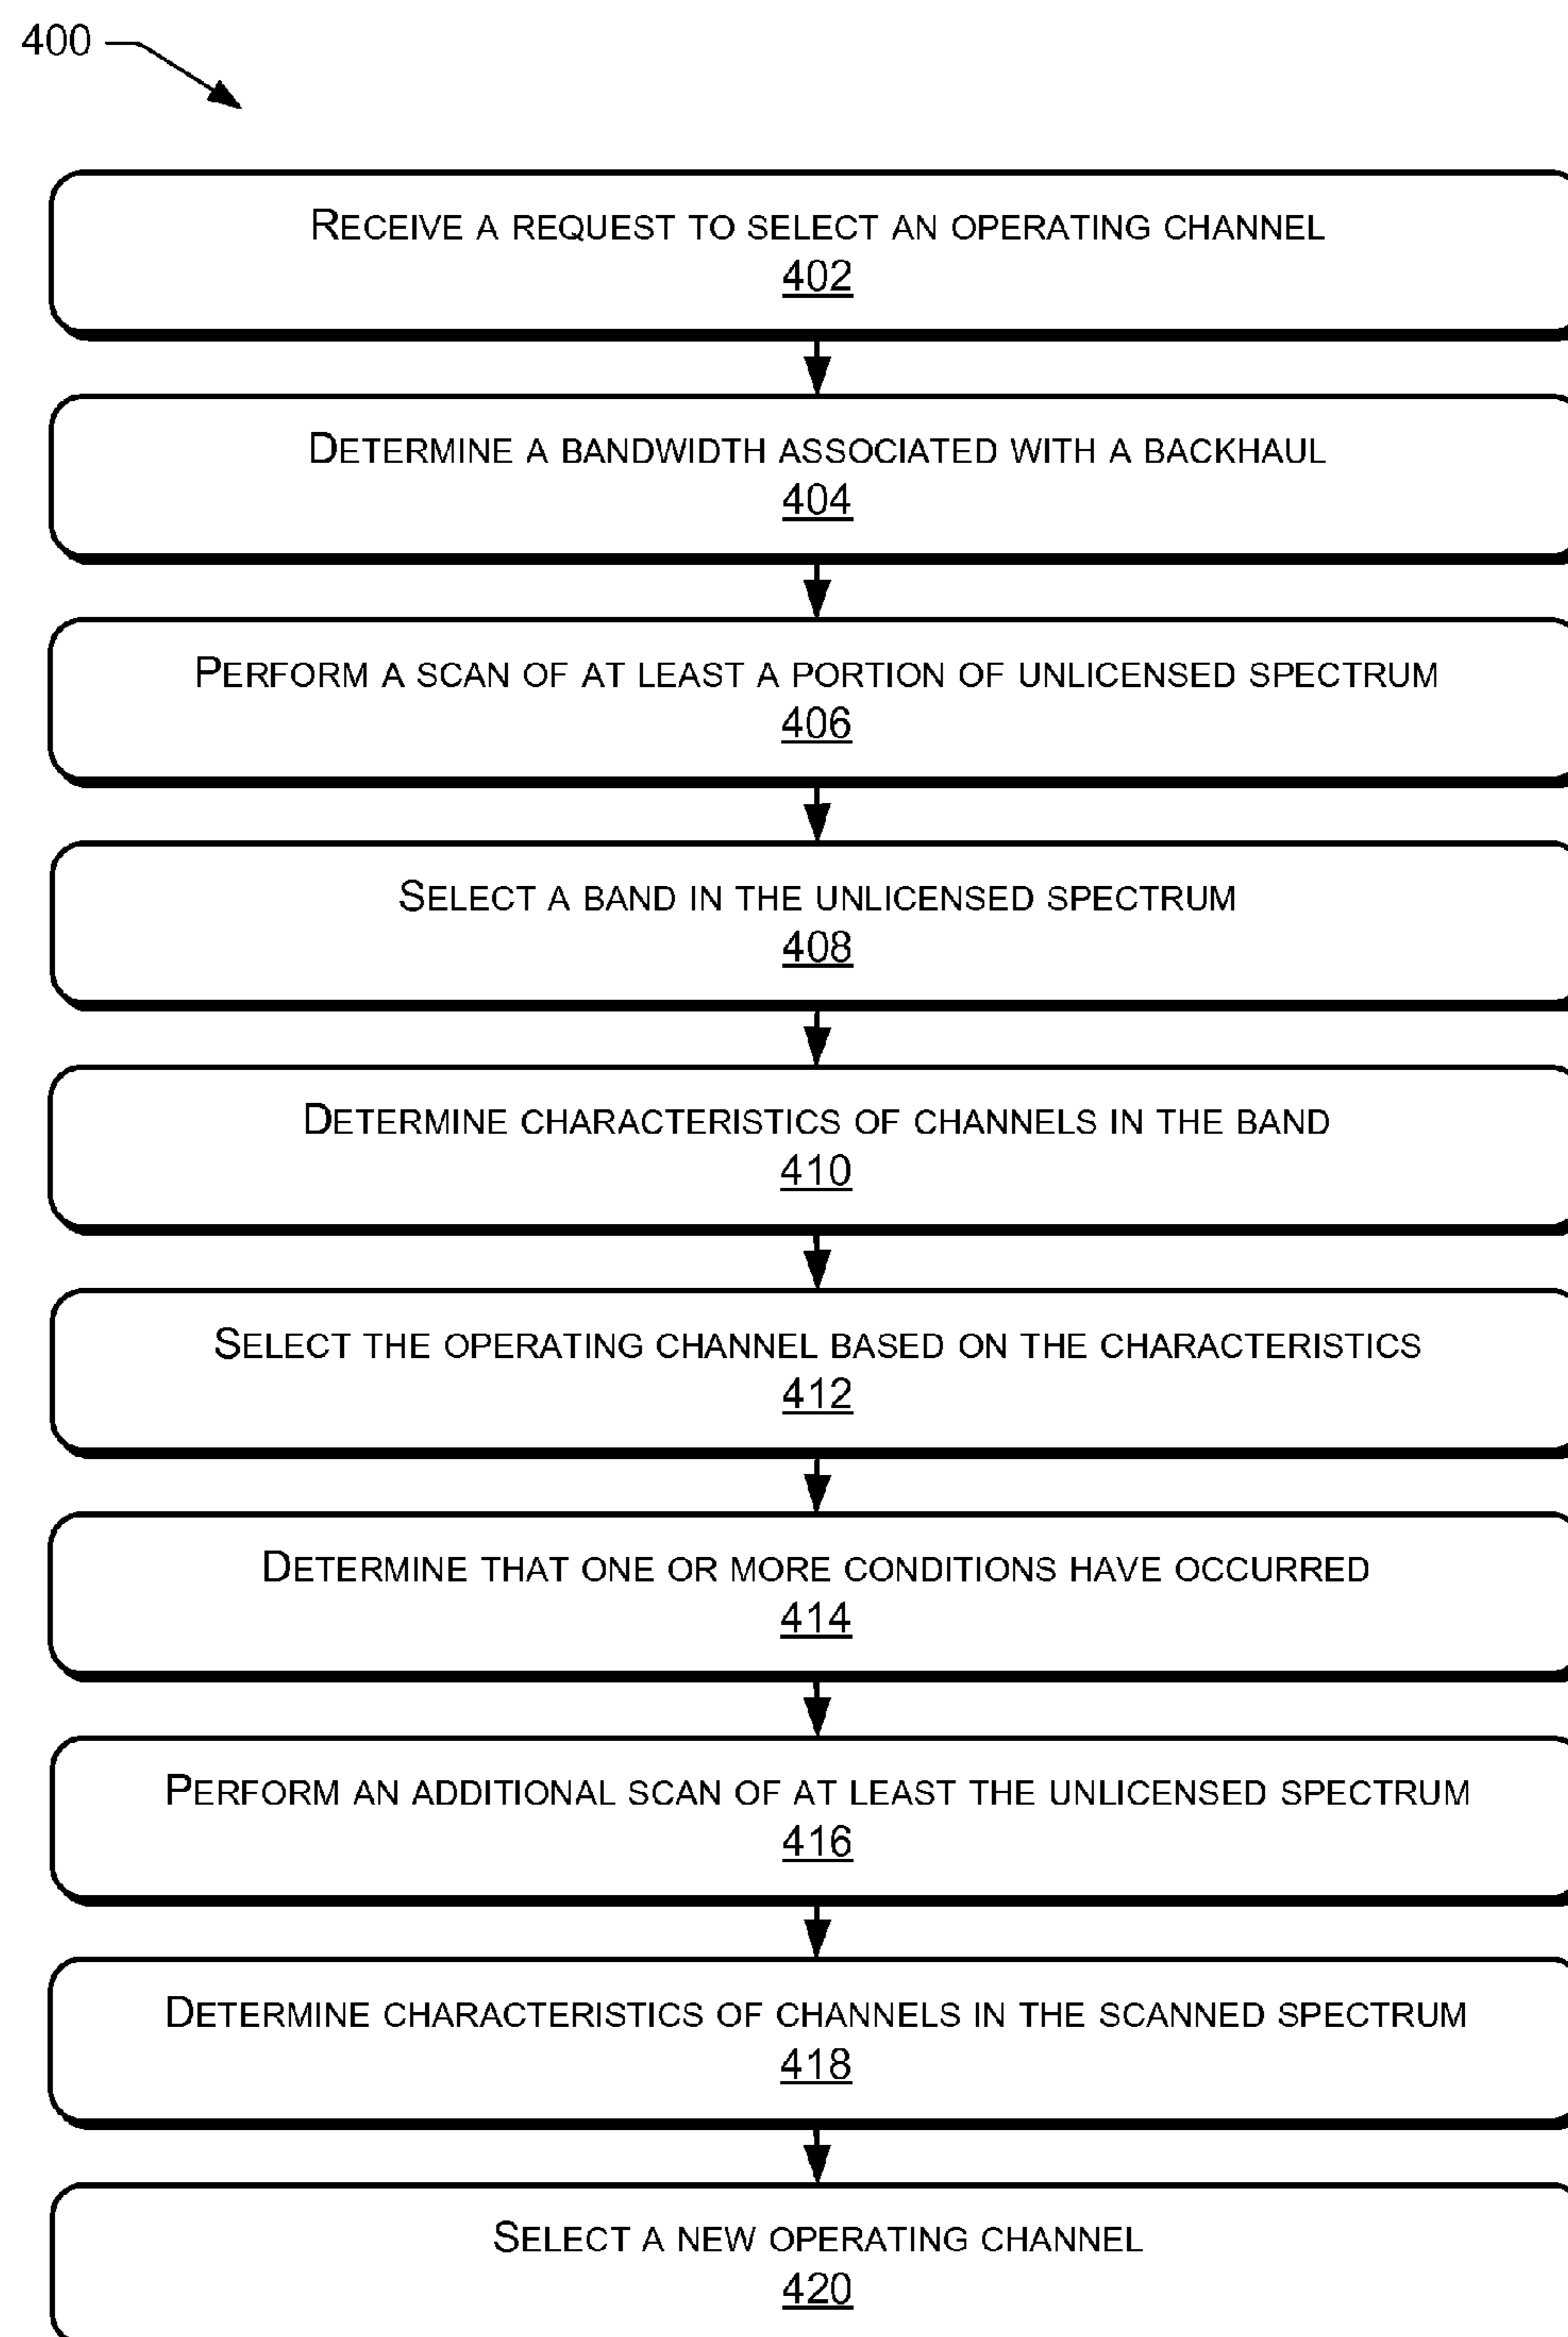 400
RECEIVE A REQUEST TO SELECT AN OPERATING CHANNEL
402
DETERMINE A BANDWIDTH ASSOCIATED WITH A BACKHAUL
404
PERFORM A SCAN OF AT LEAST A PORTION OF UNLICENSED SPECTRUM
406
SELECT A BAND IN THE UNLICENSED SPECTRUM
408
DETERMINE CHARACTERISTICS OF CHANNELS IN THE BAND
410
SELECT THE OPERATING CHANNEL BASED ON THE CHARACTERISTICS
412
DETERMINE THAT ONE OR MORE CONDITIONS HAVE OCCURRED
414
PERFORM AN ADDITIONAL SCAN OF AT LEAST THE UNLICENSED SPECTRUM
416
DETERMINE CHARACTERISTICS OF CHANNELS IN THE SCANNED SPECTRUM
418
SELECT A NEW OPERATING CHANNEL
420